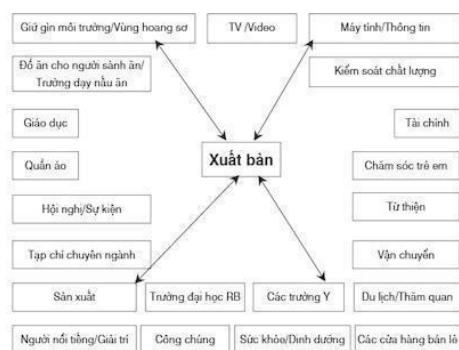 Giữ gìn môi trường/Vùng hoang sơ
TV /Video
Máy tính/Thông tin
Đồ ăn cho người sành ăn/
Trường dạy nấu ăn
Kiểm soát chất lượng
Giáo dục
Tài chính
Xuất bản
Quần áo
Chăm sóc trẻ em
Hội nghị/Sự kiện
Từ thiện
Tạp chí chuyên ngành
Vận chuyển
Sản xuất
Trường đại học RB
Các trường Y
Du lịch/Thăm quan
Người nổi tiếng/Giải trí
Công chúng
Sức khỏe/Dinh dưỡng
Các cửa hàng bán lẻ